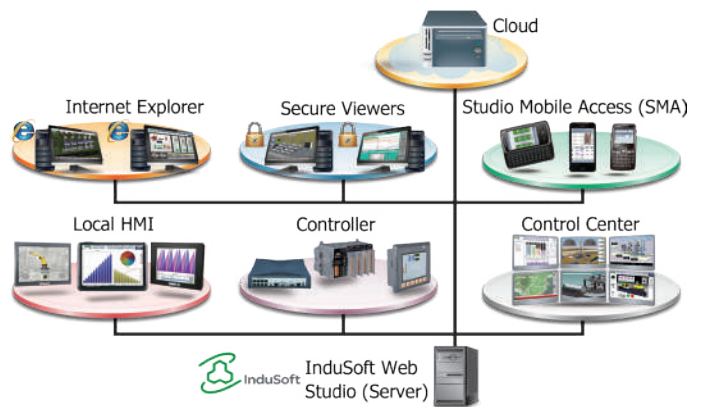 Cloud
Internet Explorer
Secure Viewers
Studio Mobile Access (SMA)
Local HMI
Controller
Control Center
InduSoft
InduSoft Web
Studio (Server)